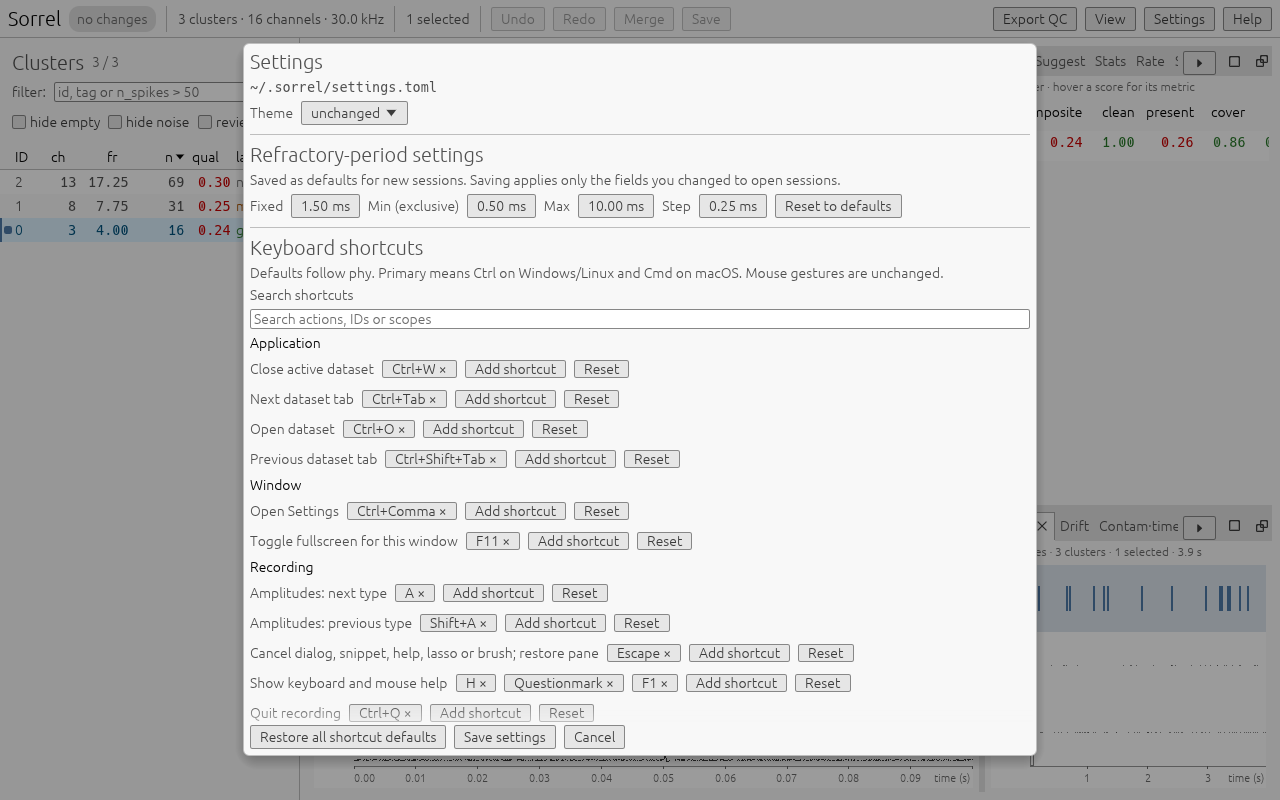 Sorrel no changes 3 clusters · 16 channels · 30.0 kHz 1 selected Undo Redo Merge Save Export QC View Settings Help
Clusters 3 / 3
filter: id, tag or n_spikes > 50
hide empty hide noise
ID ch fr n qual
2 13 17.25 69 0.30
1 8 7.75 31 0.25
0 3 4.00 16 0.24
Settings
~/.sorrel/settings.toml
Theme unchanged
Refractory-period settings
Saved as defaults for new sessions. Saving applies only the fields you changed to open sessions.
Fixed 1.50 ms Min (exclusive) 0.50 ms Max 10.00 ms Step 0.25 ms Reset to defaults
Keyboard shortcuts
Defaults follow phy. Primary means Ctrl on Windows/Linux and Cmd on macOS. Mouse gestures are unchanged.
Search shortcuts
Search actions, IDs or scopes
Application
Close active dataset Ctrl+W × Add shortcut Reset
Next dataset tab Ctrl+Tab × Add shortcut Reset
Open dataset Ctrl+O × Add shortcut Reset
Previous dataset tab Ctrl+Shift+Tab × Add shortcut Reset
Window
Open Settings Ctrl+Comma × Add shortcut Reset
Toggle fullscreen for this window F11 × Add shortcut Reset
Recording
Amplitudes: next type A × Add shortcut Reset
Amplitudes: previous type Shift+A × Add shortcut Reset
Cancel dialog, snippet, help, lasso or brush; restore pane Escape × Add shortcut Reset
Show keyboard and mouse help H × Questionmark × F1 × Add shortcut Reset
Quit recording Ctrl+Q × Add shortcut Reset
Restore all shortcut defaults Save settings Cancel
Suggest Stats Rate
· hover a score for its metric
mposite clean present cover
0.24 1.00 0.26 0.86
Drift Contam-time
es · 3 clusters · 1 selected · 3.9 s
0.00 0.01 0.02 0.03 0.04 0.05 0.06 0.07 0.08 0.09 time (s)
1 2 3 time (s)